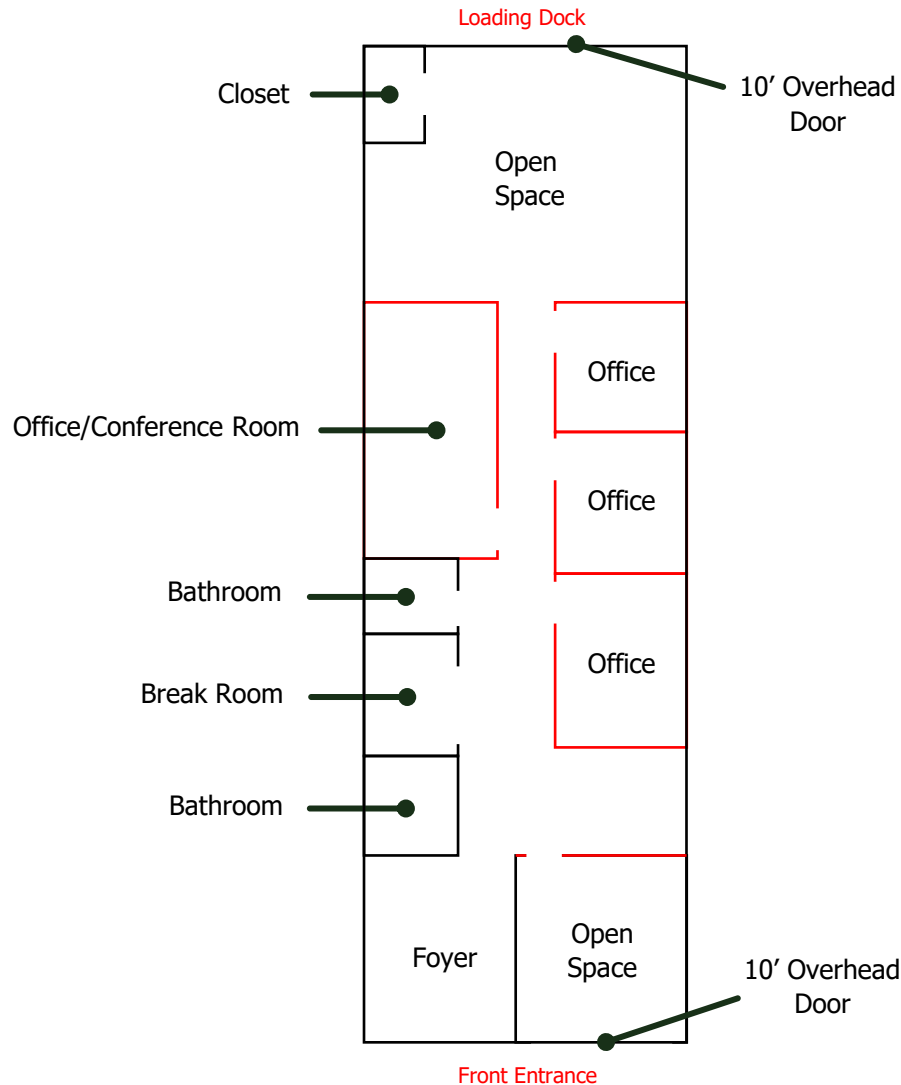 Loading Dock
Closet
10’ Overhead
Door
Open
Space
Office
Office/Conference Room
Office
Bathroom
Office
Break Room
Bathroom
Foyer
Open
Space
10’ Overhead
Door
Front Entrance